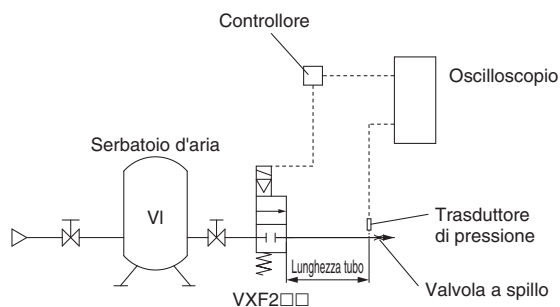 Controllore
Oscilloscopio
Serbatoio d'aria
VI
Trasduttore
di pressione
Lunghezza tubo
Valvola a spillo
VXF2□□